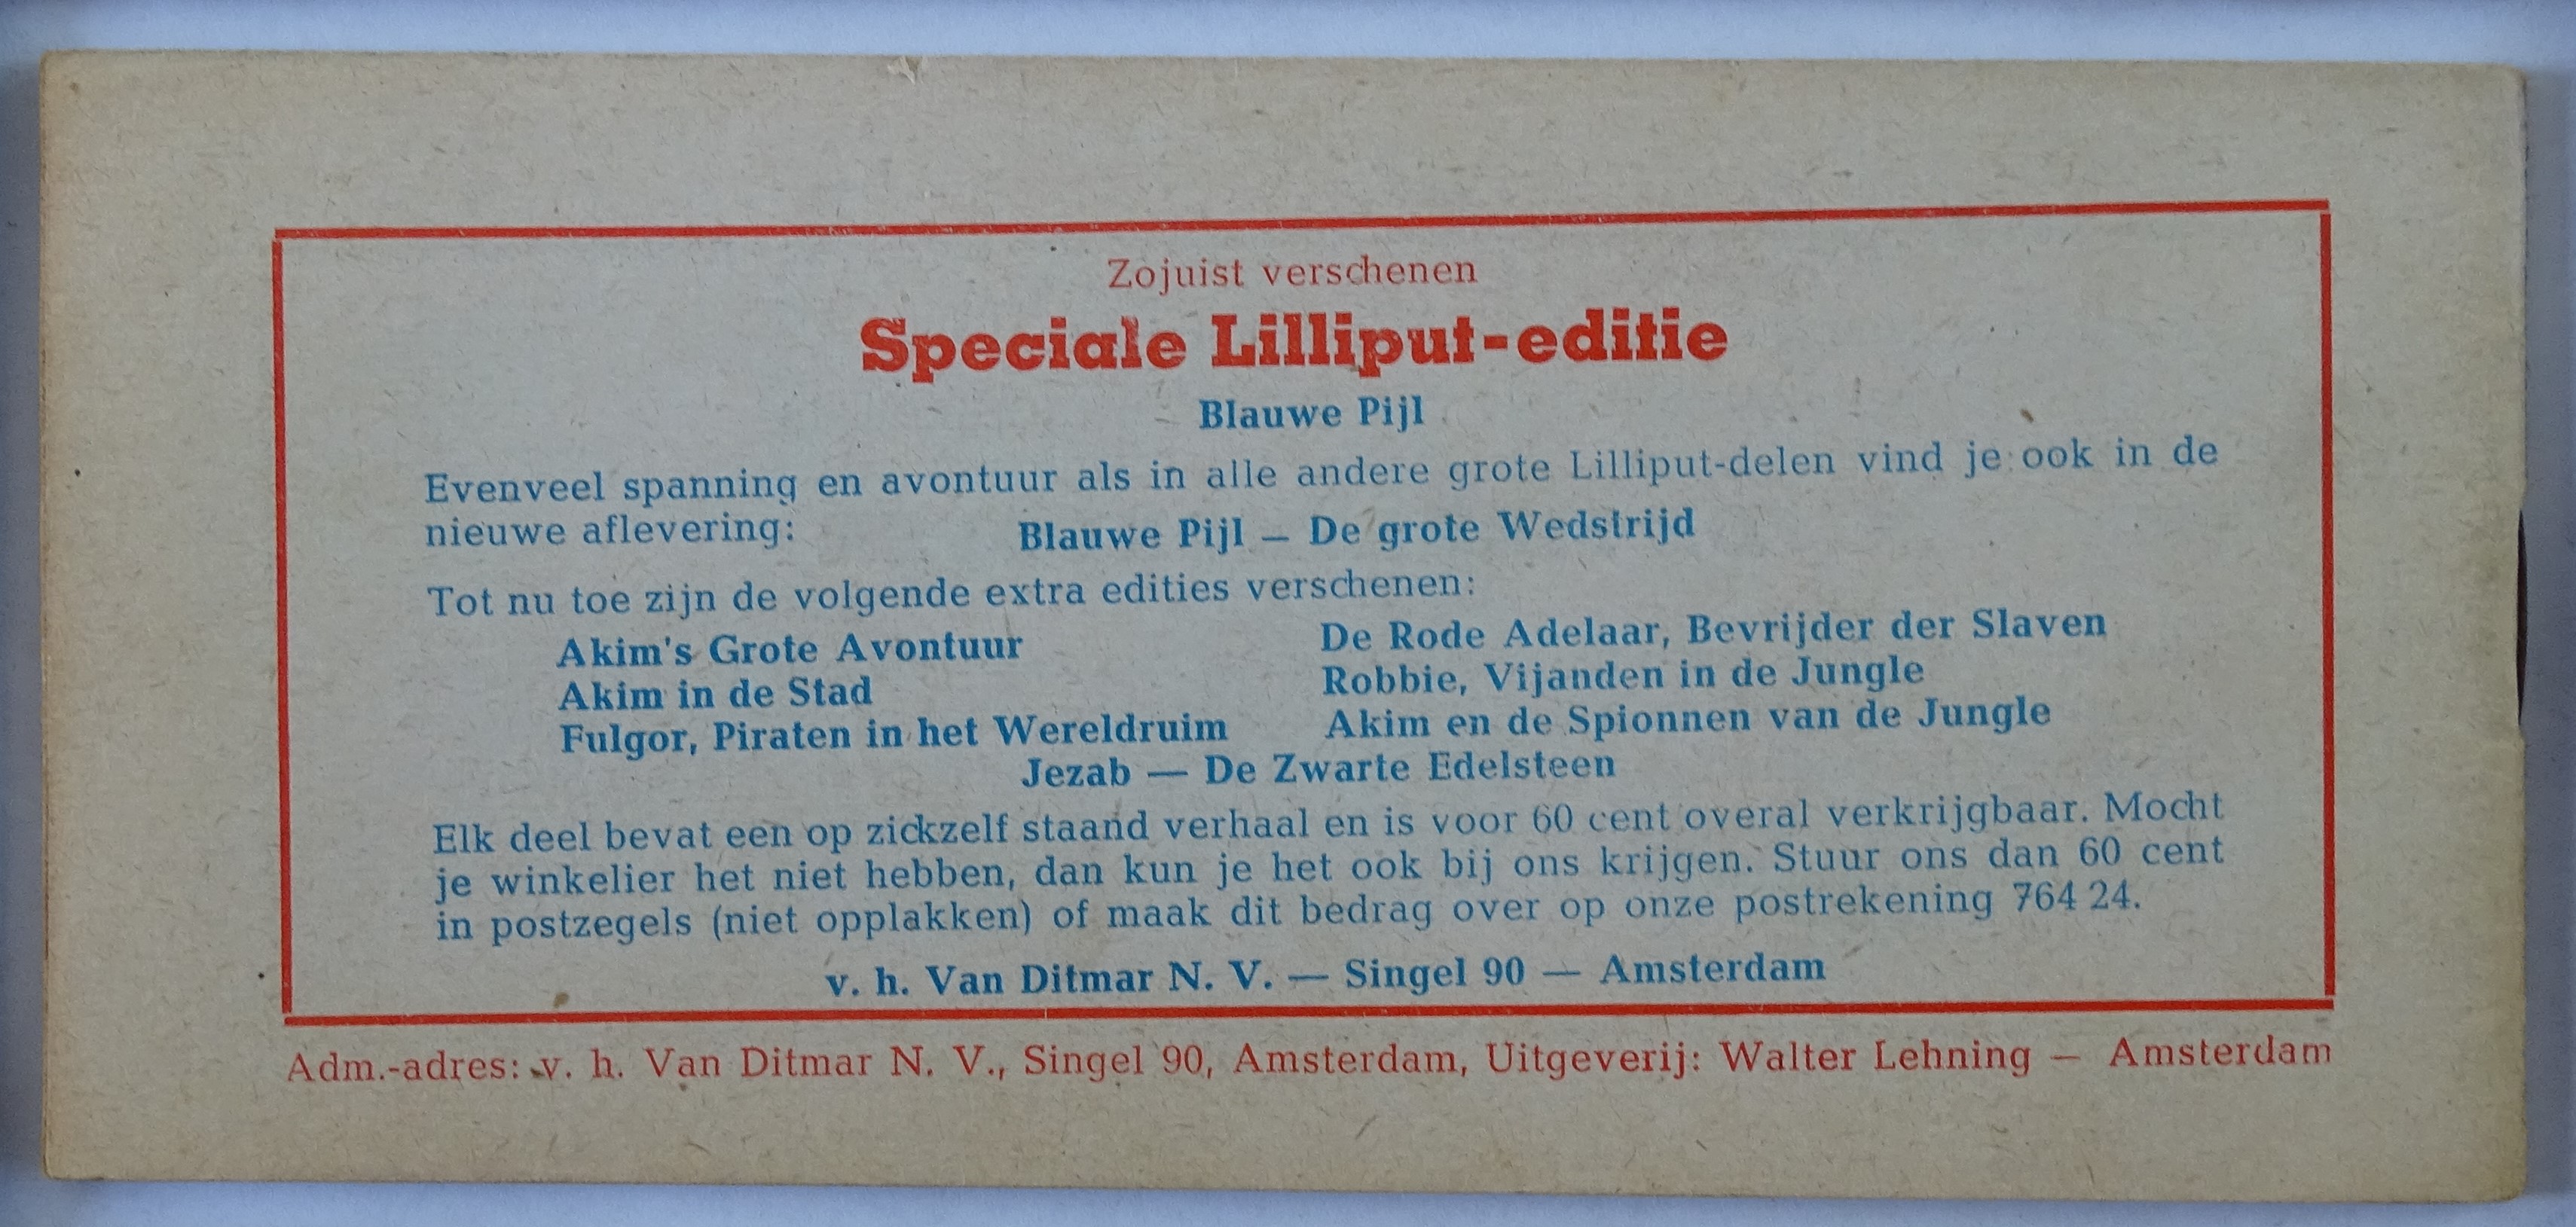 Zojuist verschenen
Speciale Lilliput-editie
Blauwe Pijl
Evenveel spanning en avontuur als in alle andere grote Lilliput-delen vind je ook in de
nieuwe aflevering: Blauwe Pijl — De grote Wedstrijd
Tot nu toe zijn de volgende extra edities verschenen:
Akim's Grote Avontuur De Rode Adelaar, Bevrijder der Slaven
Akim in de Stad Robbie, Vijanden in de Jungle
Fulgor, Piraten in het Wereldruim Akim en de Spionnen van de Jungle
Jezab — De Zwarte Edelsteen
Elk deel bevat een op zickzelf staand verhaal en is voor 60 cent overal verkrijgbaar. Mocht
je winkelier het niet hebben, dan kun je het ook bij ons krijgen. Stuur ons dan 60 cent
in postzegels (niet opplakken) of maak dit bedrag over op onze postrekening 764 24.
v. h. Van Ditmar N. V. — Singel 90 — Amsterdam
Adm.-adres: v. h. Van Ditmar N. V., Singel 90, Amsterdam, Uitgeverij: Walter Lehning — Amsterdam